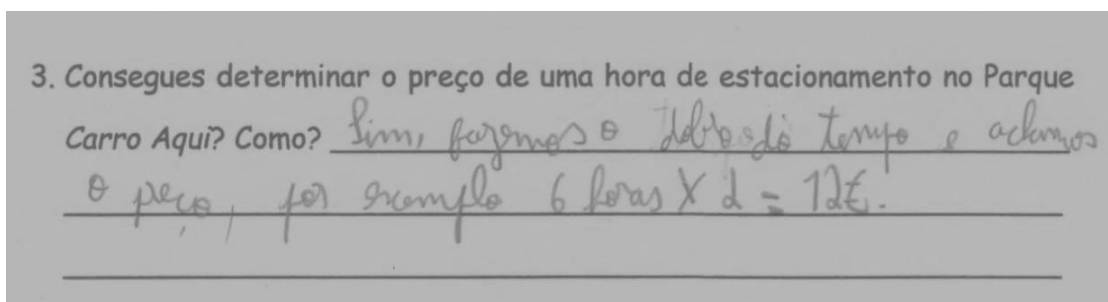 3. Consegues determinar o preço de uma hora de estacionamento no Parque
Carro Aqui? Como? Sim, fazemos o dobro do tempo e achamos
o peço, por exemplo 6 horas X 2 = 12€.